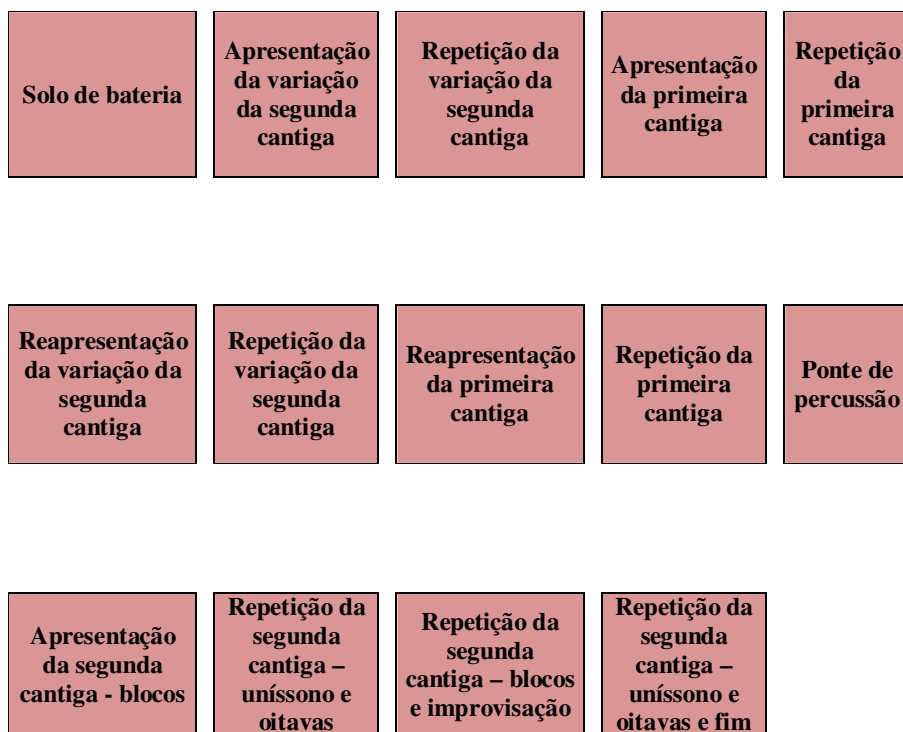 Solo de bateria
Apresentação
da variação
da segunda
cantiga
Repetição da
variação da
segunda
cantiga
Apresentação
da primeira
cantiga
Repetição
da
primeira
cantiga
Reapresentação
da variação da
segunda
cantiga
Repetição da
variação da
segunda
cantiga
Reapresentação
da primeira
cantiga
Repetição da
primeira
cantiga
Ponte de
percussão
Apresentação
da segunda
cantiga - blocos
Repetição da
segunda
cantiga –
uníssono e
oitavas
Repetição da
segunda
cantiga – blocos
e improvisação
Repetição da
segunda
cantiga –
uníssono e
oitavas e fim